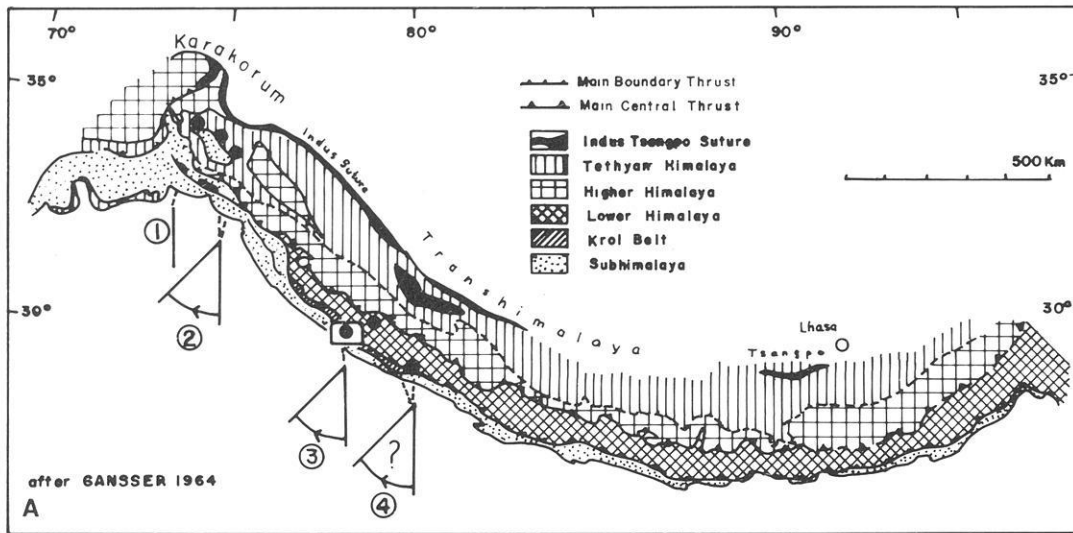 70° 80° 90°
35° 35°
Karakorum
Main Boundary Thrust
Main Central Thrust
Indus Tsangpo Suture
Tethyan Himalaya
Higher Himalaya
Lower Himalaya
Krol Belt
Subhimalaya
500 Km
Indus Suture
Transhimalaya
1
2
30° 30°
Lhasa
Tsangpo
3
?
4
after GANSSER 1964
A